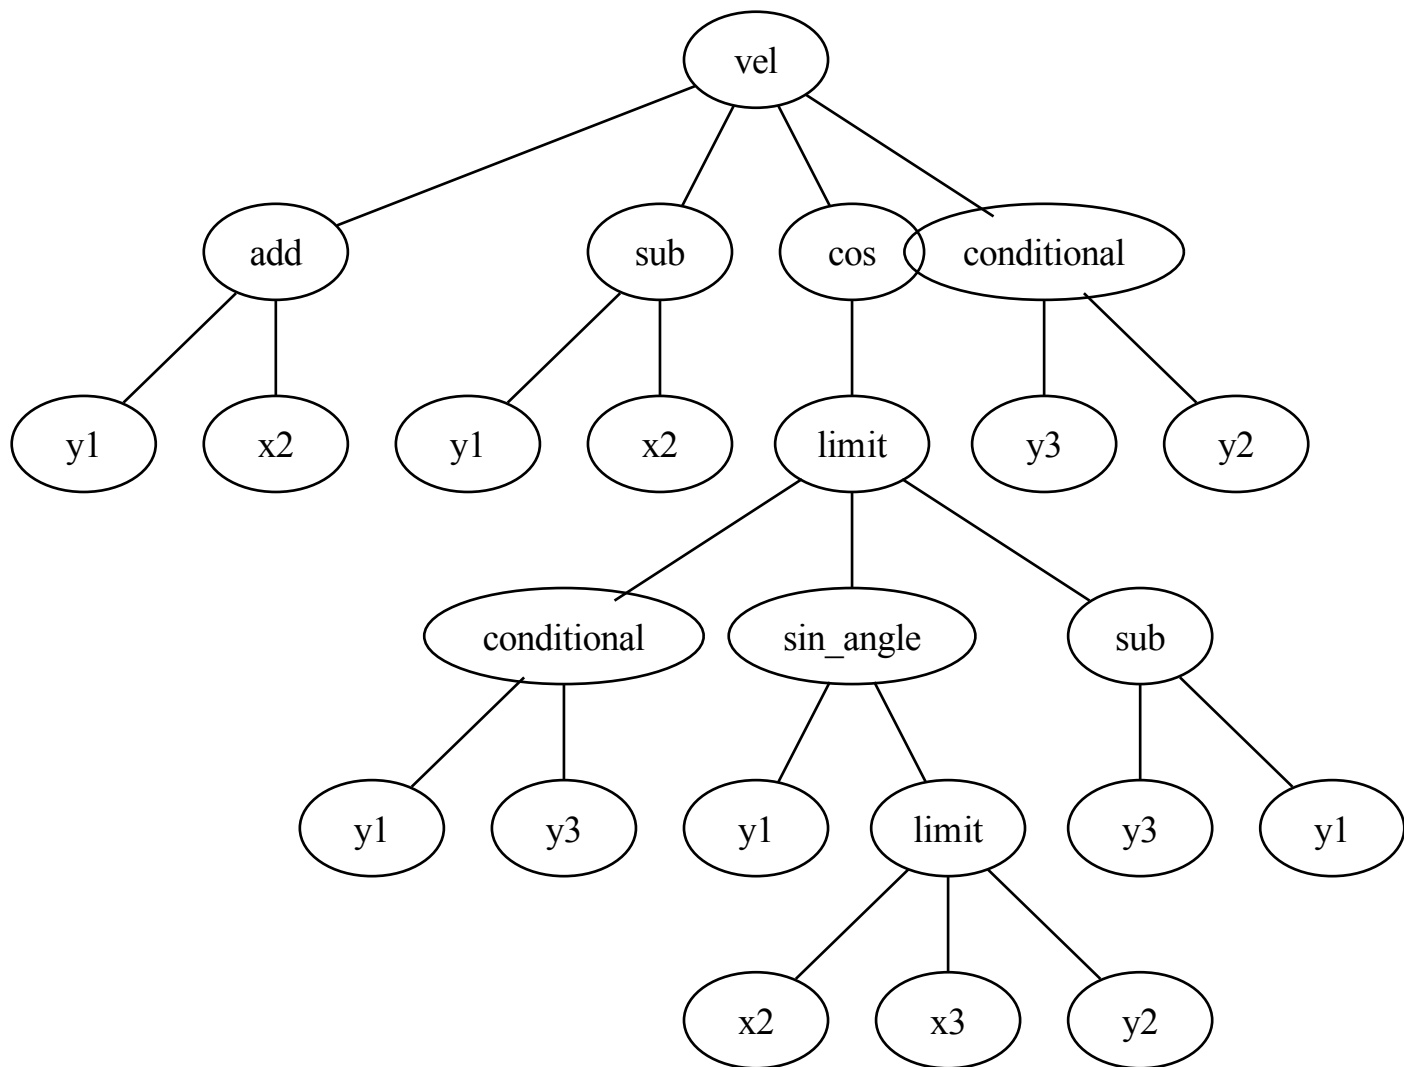 vel
add sub cos conditional
y1 x2 y1 x2 limit y3 y2
conditional sin_angle sub
y1 y3 y1 limit y3 y1
x2 x3 y2